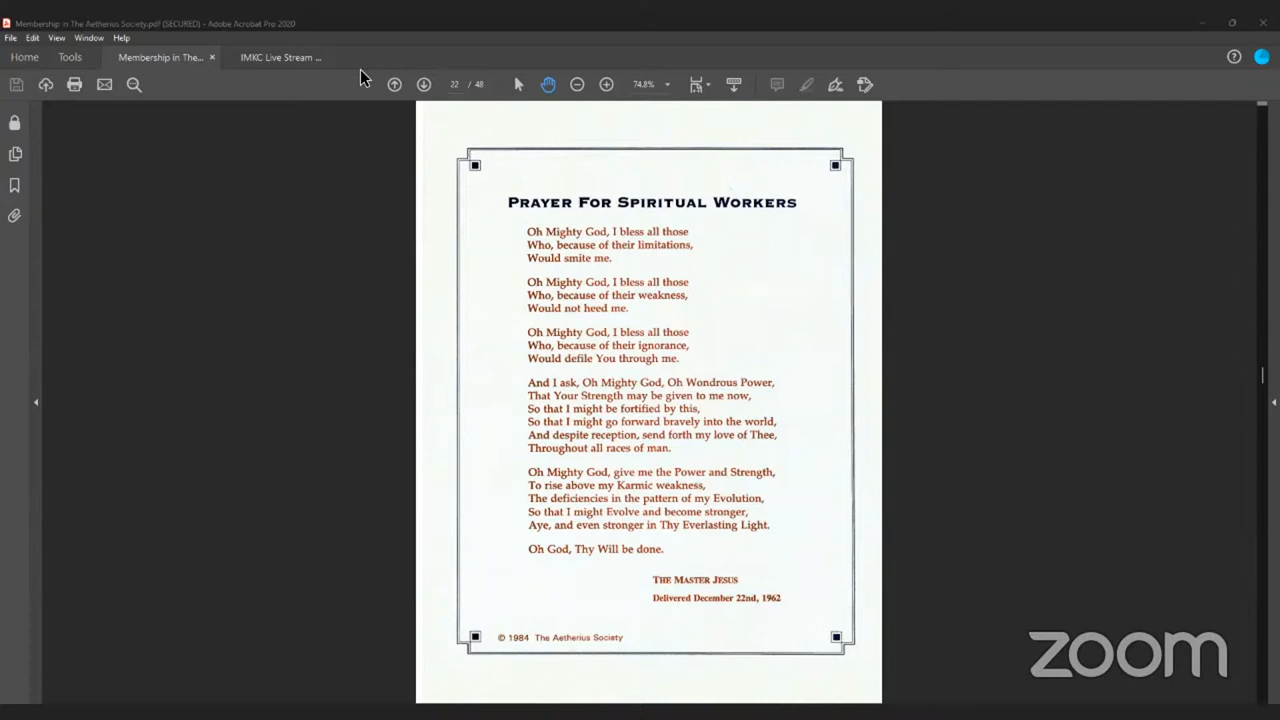 Membership in The Aetherius Society.pdf (SECURED) - Adobe Acrobat Pro 2020
File Edit View Window Help
Home Tools Membership in The... × IMKC Live Stream ...
22 / 48 74.8%
PRAYER FOR SPIRITUAL WORKERS
Oh Mighty God, I bless all those
Who, because of their limitations,
Would smite me.
Oh Mighty God, I bless all those
Who, because of their weakness,
Would not heed me.
Oh Mighty God, I bless all those
Who, because of their ignorance,
Would defile You through me.
And I ask, Oh Mighty God, Oh Wondrous Power,
That Your Strength may be given to me now,
So that I might be fortified by this,
So that I might go forward bravely into the world,
And despite reception, send forth my love of Thee,
Throughout all races of man.
Oh Mighty God, give me the Power and Strength,
To rise above my Karmic weakness,
The deficiencies in the pattern of my Evolution,
So that I might Evolve and become stronger,
Aye, and even stronger in Thy Everlasting Light.
Oh God, Thy Will be done.
THE MASTER JESUS
Delivered December 22nd, 1962
© 1984 The Aetherius Society
zoom